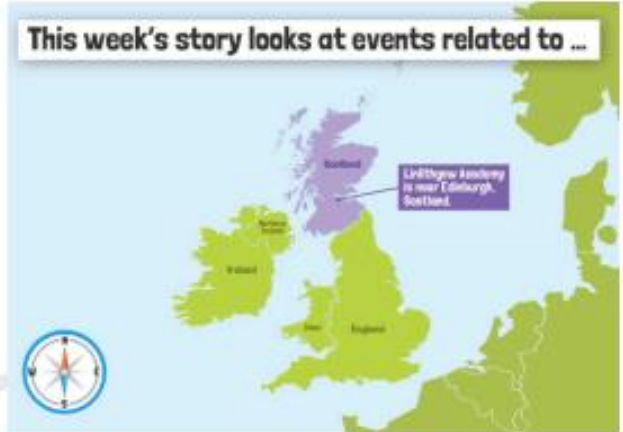 This week's story looks at events related to ...
Scotland
Linlithgow Academy
is near Edinburgh,
Scotland.
Northern
Ireland
Ireland
Wales
England
N
W
E
S